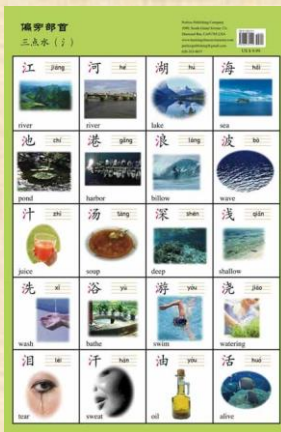 偏旁部首
三点水（氵）
江 jiāng
river
河 hé
river
湖 hú
lake
海 hǎi
sea
池 chí
pond
港 gǎng
harbor
浪 làng
billow
波 bō
wave
汁 zhī
juice
汤 tāng
soup
深 shēn
deep
浅 qiǎn
shallow
洗 xǐ
wash
浴 yù
bathe
游 yóu
swim
浇 jiāo
watering
泪 lèi
tear
汗 hàn
sweat
油 yóu
oil
活 huó
alive